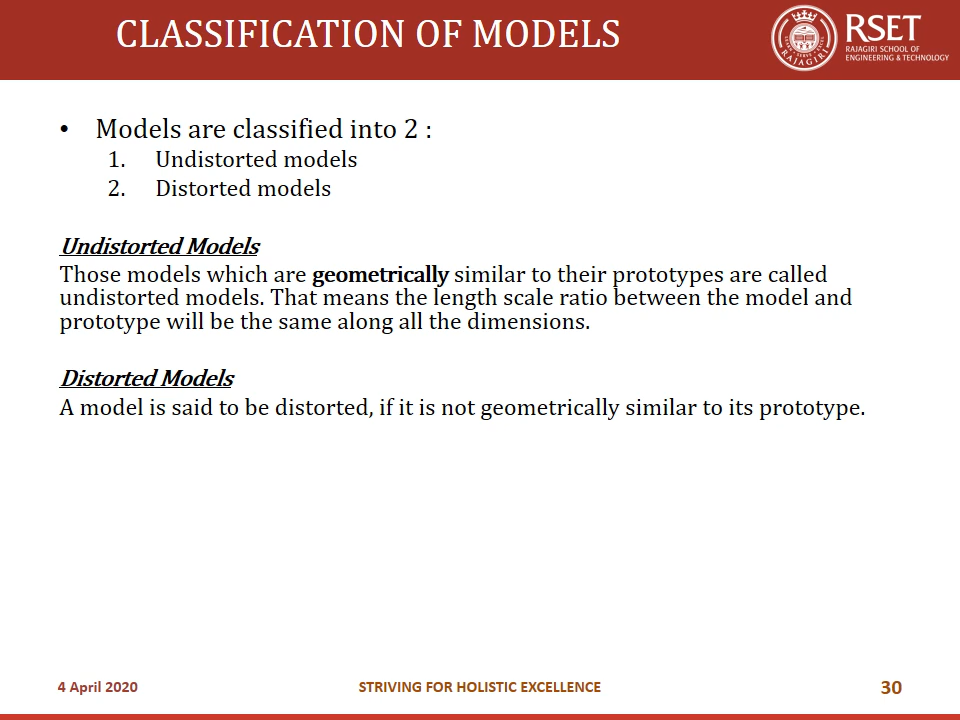 CLASSIFICATION OF MODELS
RSET
RAJAGIRI SCHOOL OF
ENGINEERING & TECHNOLOGY
RAJAGIRI
• Models are classified into 2 :
1. Undistorted models
2. Distorted models
Undistorted Models
Those models which are geometrically similar to their prototypes are called
undistorted models. That means the length scale ratio between the model and
prototype will be the same along all the dimensions.
Distorted Models
A model is said to be distorted, if it is not geometrically similar to its prototype.
4 April 2020
STRIVING FOR HOLISTIC EXCELLENCE
30